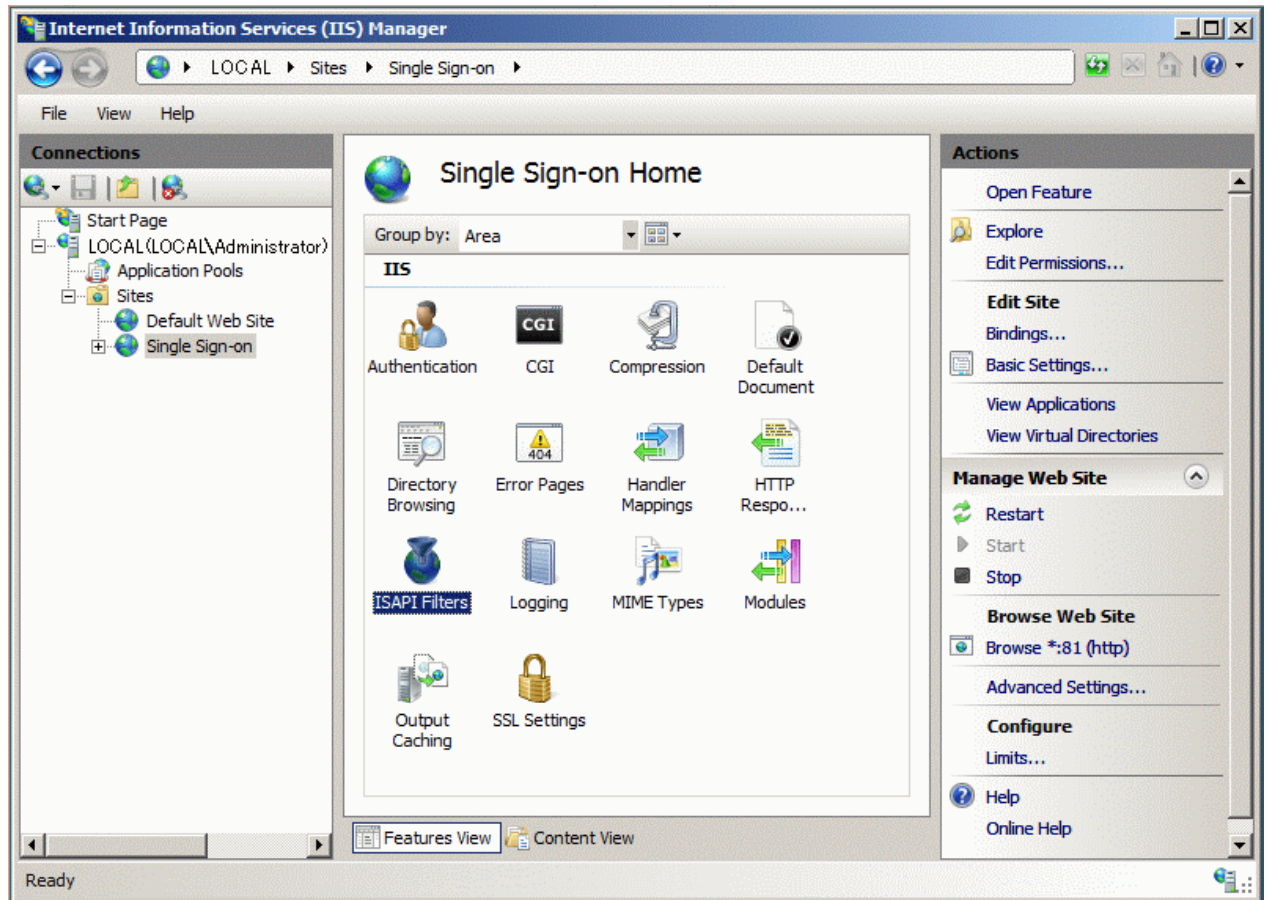 Internet Information Services (IIS) Manager
LOCAL Sites Single Sign-on
File View Help
Connections
Start Page
LOCAL(LOCAL\Administrator)
Application Pools
Sites
Default Web Site
Single Sign-on
Single Sign-on Home
Group by: Area
IIS
Authentication CGI Compression Default
Document
CGI
404
Directory Error Pages Handler HTTP
Browsing Mappings Respo...
ISAPI Filters Logging MIME Types Modules
Output SSL Settings
Caching
Features View Content View
Actions
Open Feature
Explore
Edit Permissions...
Edit Site
Bindings...
Basic Settings...
View Applications
View Virtual Directories
Manage Web Site
Restart
Start
Stop
Browse Web Site
Browse *:81 (http)
Advanced Settings...
Configure
Limits...
Help
Online Help
Ready